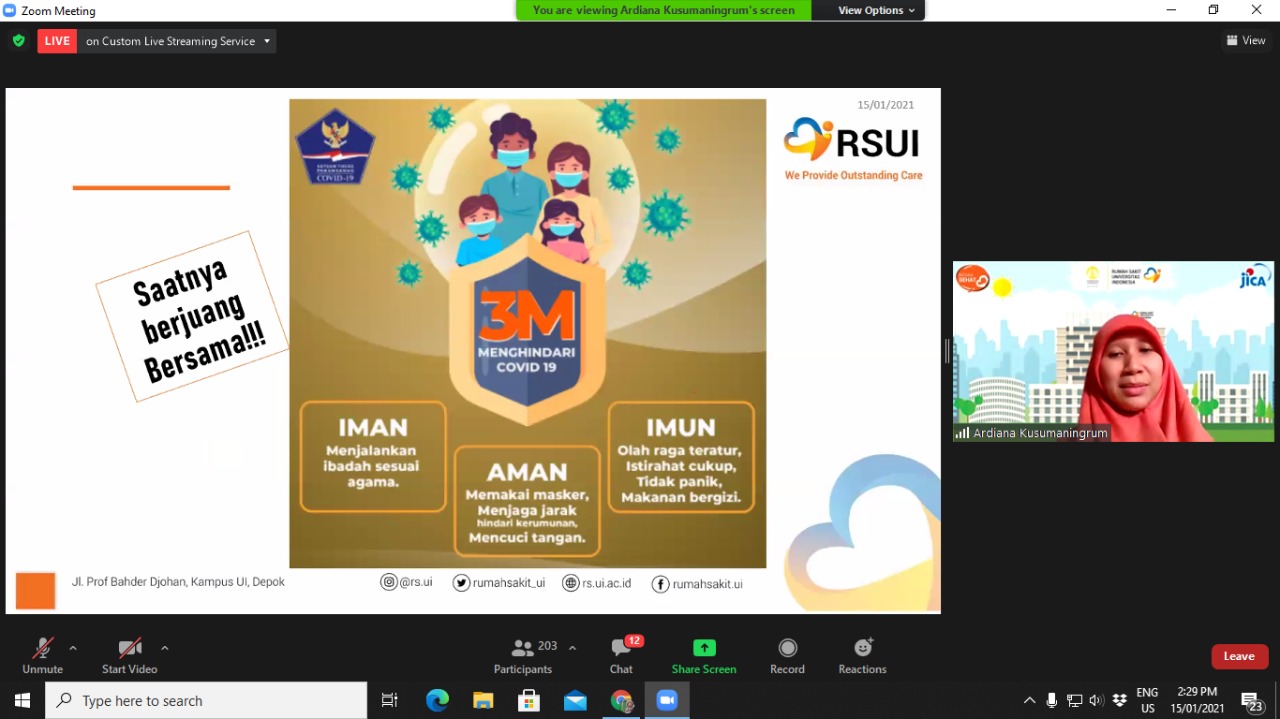 Zoom Meeting
You are viewing Ardiana Kusumaningrum's screen
View Options
LIVE
on Custom Live Streaming Service
View
15/01/2021
RSUI
We Provide Outstanding Care
COVID-19
Saatnya
berjuang
Bersama!!!
3M
MENGHINDARI
COVID 19
IMAN
Menjalankan
ibadah sesuai
agama.
AMAN
Memakai masker,
Menjaga jarak
hindari kerumunan,
Mencuci tangan.
IMUN
Olah raga teratur,
Istirahat cukup,
Tidak panik,
Makanan bergizi.
Jl. Prof Bahder Djohan, Kampus UI, Depok
@rs.ui
rumahsakit_ui
rs.ui.ac.id
rumahsakit.ui
RUMAH SAKIT
UNIVERSITAS
INDONESIA
jICA
Ardiana Kusumaningrum
Unmute
Start Video
203
Participants
12
Chat
Share Screen
Record
Reactions
Leave
Type here to search
ENG
US
2:29 PM
15/01/2021
23